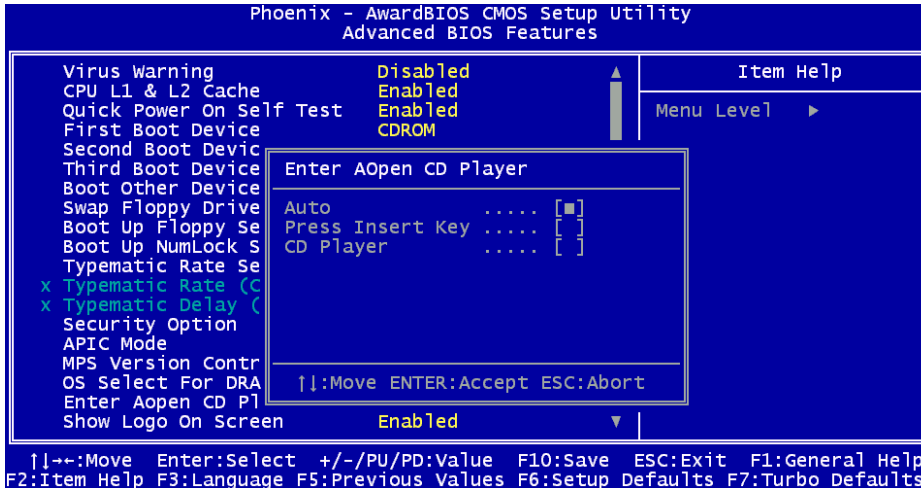 Phoenix - AwardBIOS CMOS Setup Utility
Advanced BIOS Features
Virus Warning Disabled
CPU L1 & L2 Cache Enabled
Quick Power On Self Test Enabled
First Boot Device CDROM
Second Boot Devic
Third Boot Device
Boot Other Device
Swap Floppy Drive
Boot Up Floppy Se
Boot Up NumLock S
Typematic Rate Se
x Typematic Rate (C
x Typematic Delay (
Security Option
APIC Mode
MPS Version Contr
OS Select For DRA
Enter Aopen CD Pl
Show Logo On Screen Enabled
Item Help
Menu Level ▶
Enter AOpen CD Player
Auto ..... [■]
Press Insert Key ..... [ ]
CD Player ..... [ ]
↑↓:Move ENTER:Accept ESC:Abort
↑↓→←:Move Enter:Select +/-/PU/PD:Value F10:Save ESC:Exit F1:General Help
F2:Item Help F3:Language F5:Previous Values F6:Setup Defaults F7:Turbo Defaults